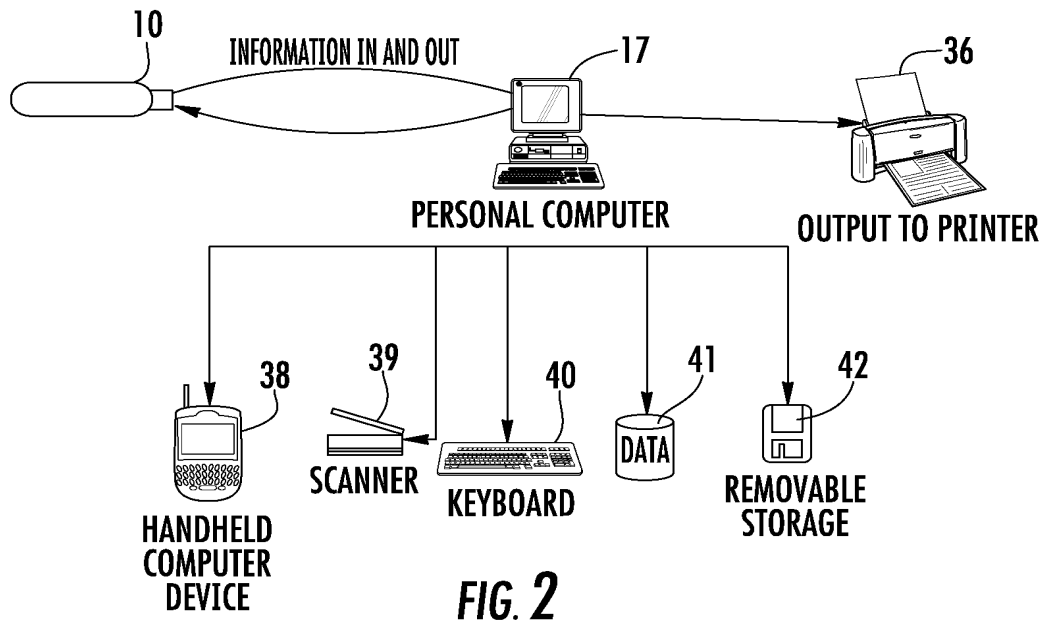 10
INFORMATION IN AND OUT
17
36
PERSONAL COMPUTER
OUTPUT TO PRINTER
38
39
40
41
42
DATA
SCANNER
KEYBOARD
REMOVABLE
STORAGE
HANDHELD
COMPUTER
DEVICE
FIG. 2